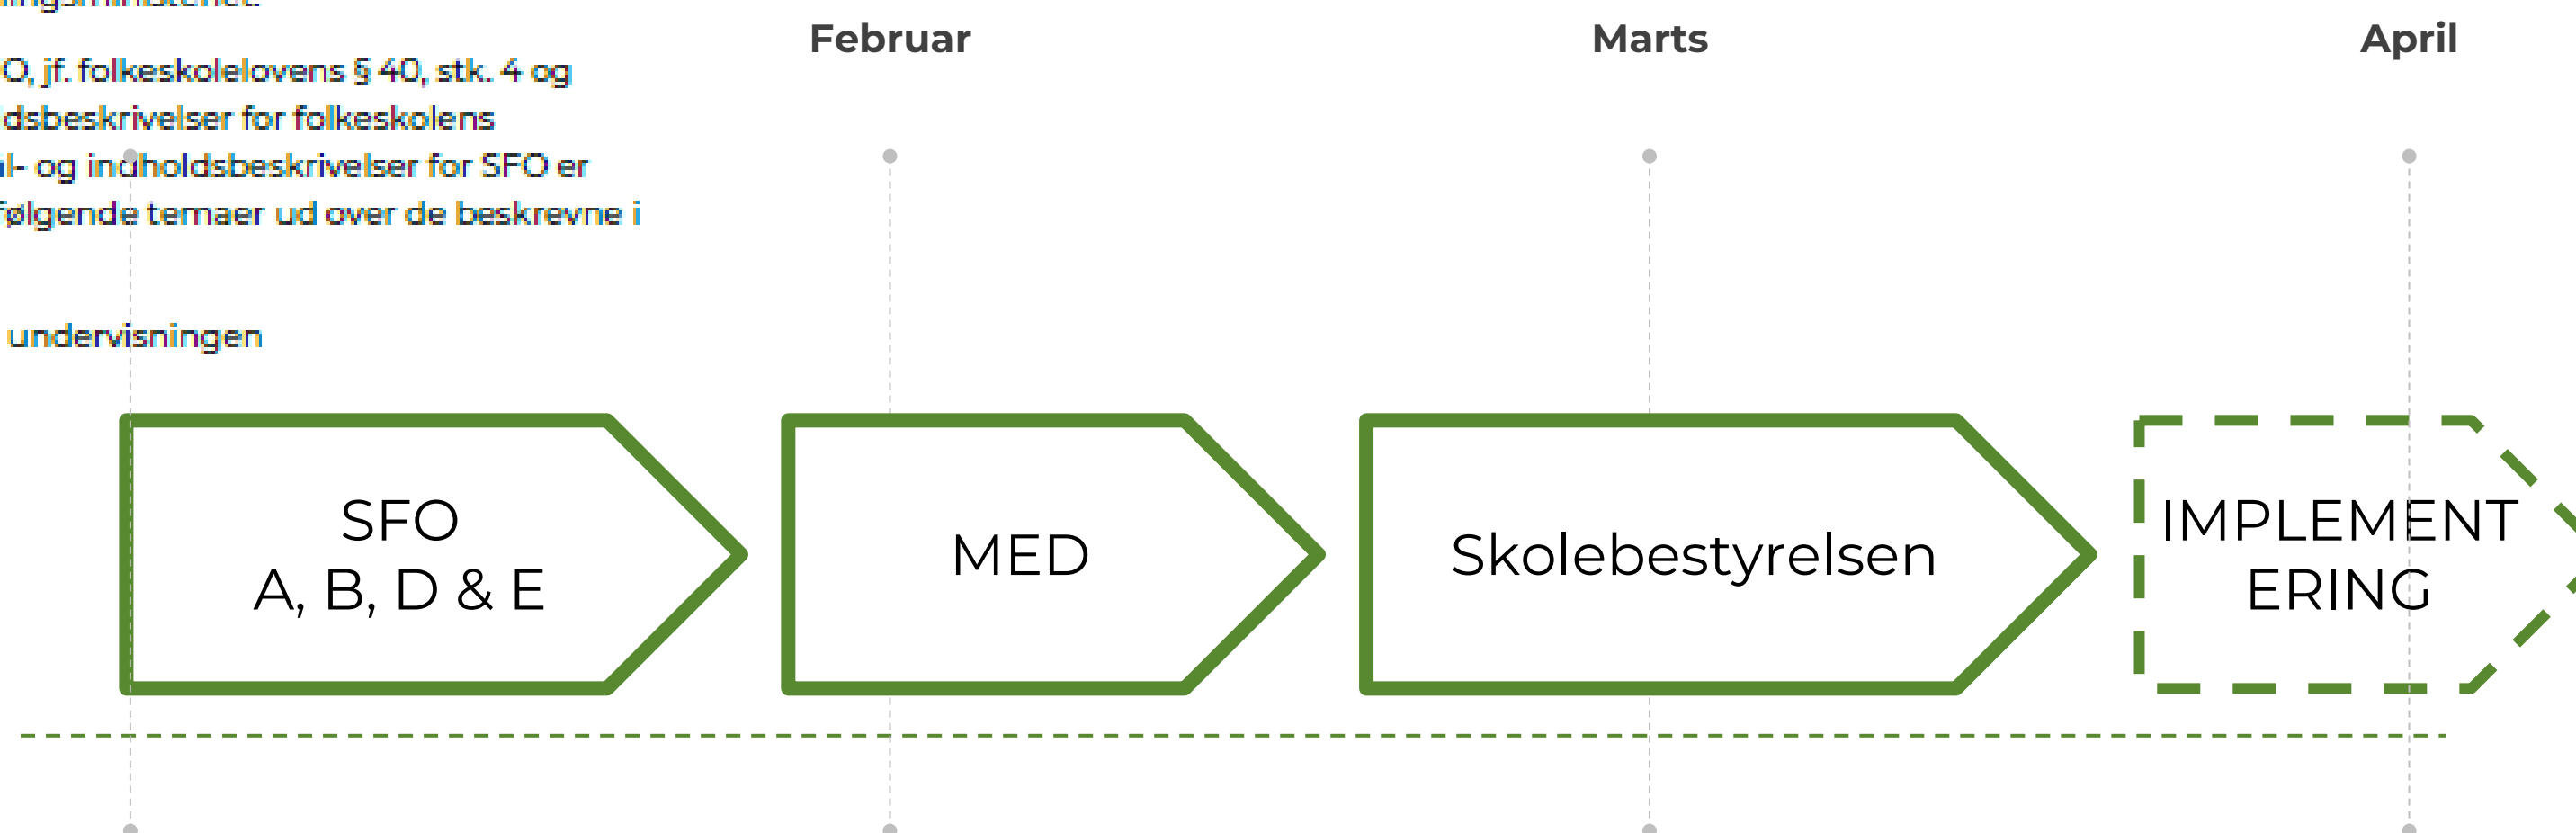 O, jf. folkeskolelovens § 40, stk. 4 og
dsbeskrivelser for folkeskolens
l- og indholdsbeskrivelser for SFO er
følgende temaer ud over de beskrevne i
undervisningen
Februar
Marts
April
SFO
A, B, D & E
MED
Skolebestyrelsen
IMPLEMENT
ERING